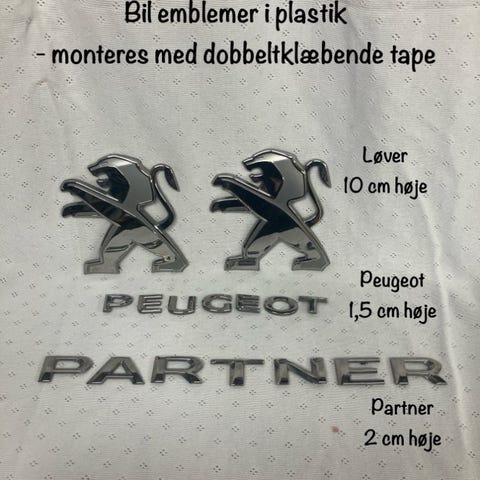 Bil emblemer i plastik
- monteres med dobbeltklæbende tape
Løver
10 cm høje
PEUGEOT
Peugeot
1,5 cm høje
PARTNER
Partner
2 cm høje